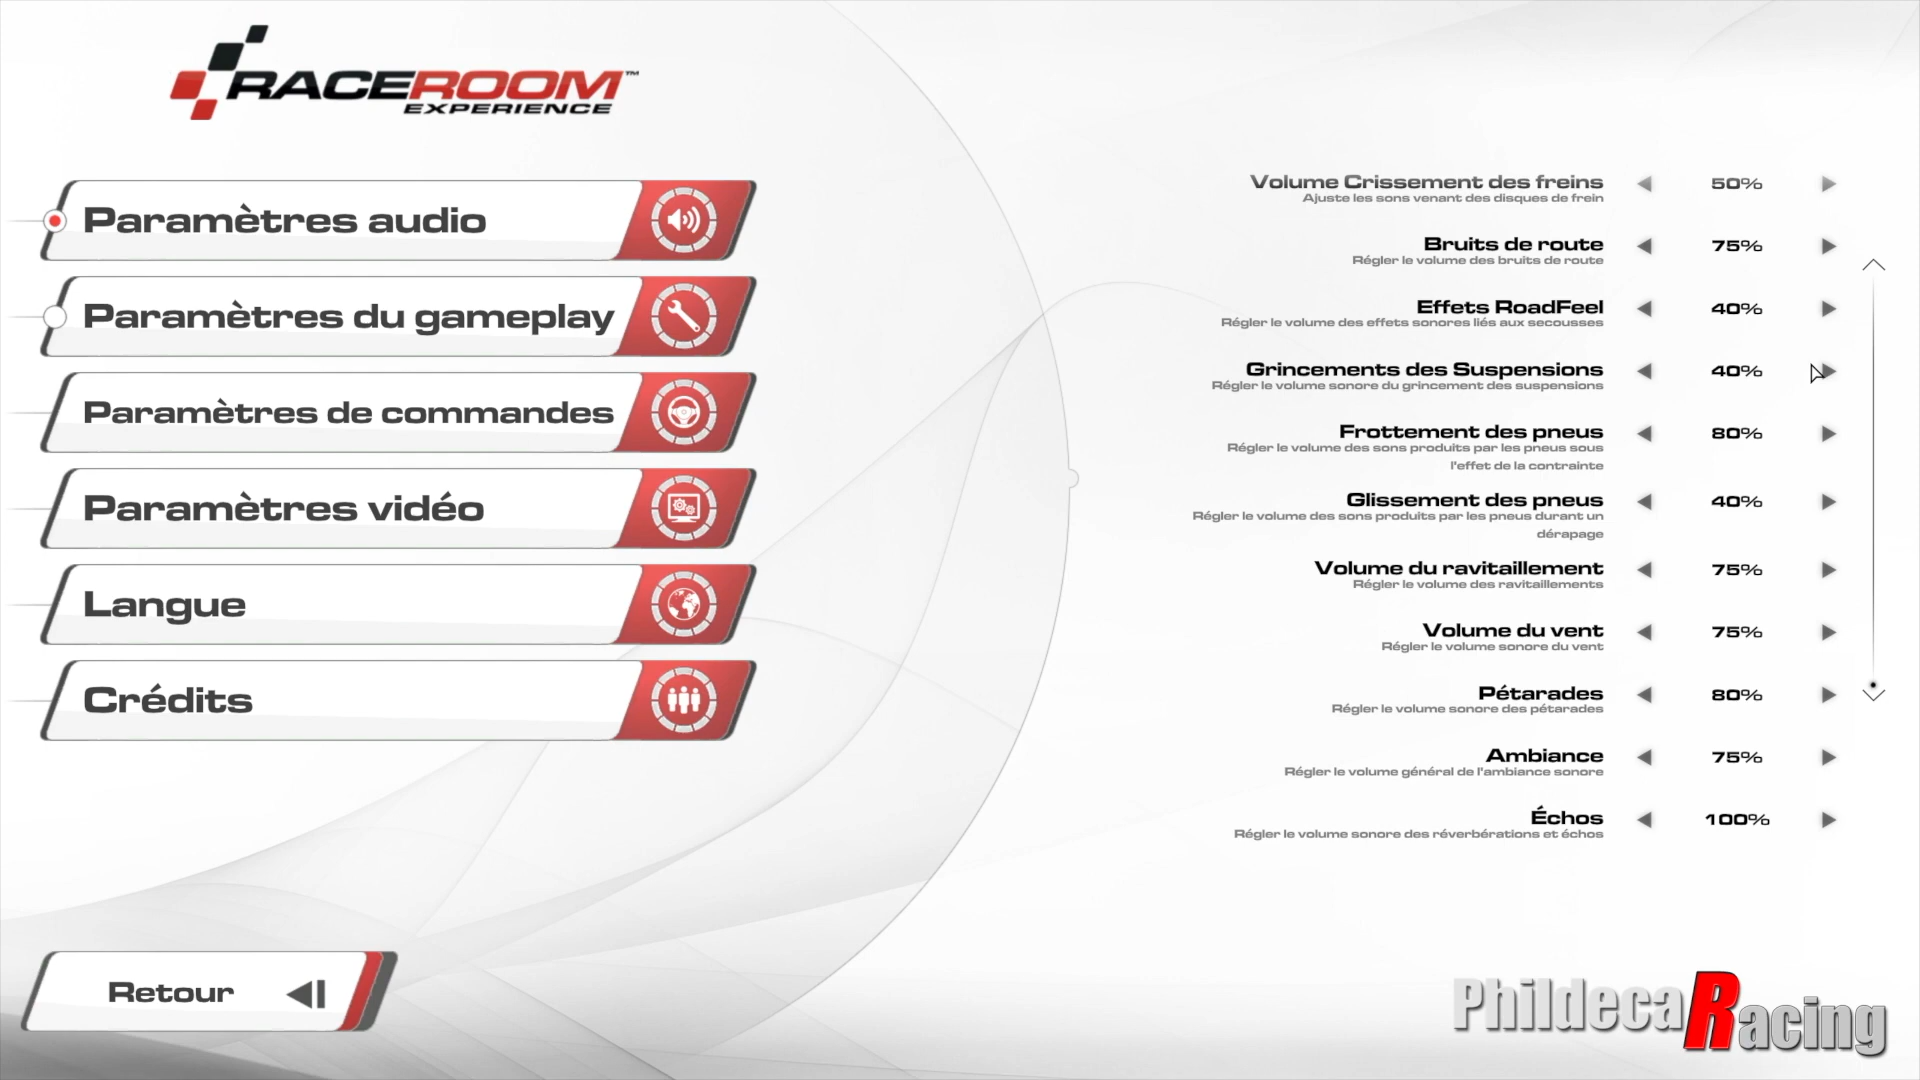 RACEROOM™
EXPERIENCE
Paramètres audio
Paramètres du gameplay
Paramètres de commandes
Paramètres vidéo
Langue
Crédits
Retour
Volume Crissement des freins 50%
Ajuste les sons venant des disques de frein
Bruits de route 75%
Régler le volume des bruits de route
Effets RoadFeel 40%
Régler le volume des effets sonores liés aux secousses
Grincements des Suspensions 40%
Régler le volume sonore du grincement des suspensions
Frottement des pneus 80%
Régler le volume des sons produits par les pneus sous
l'effet de la contrainte
Glissement des pneus 40%
Régler le volume des sons produits par les pneus durant un
dérapage
Volume du ravitaillement 75%
Régler le volume des ravitaillements
Volume du vent 75%
Régler le volume sonore du vent
Pétarades 80%
Régler le volume sonore des pétarades
Ambiance 75%
Régler le volume général de l'ambiance sonore
Échos 100%
Régler le volume sonore des réverbérations et échos
Phildeca Racing